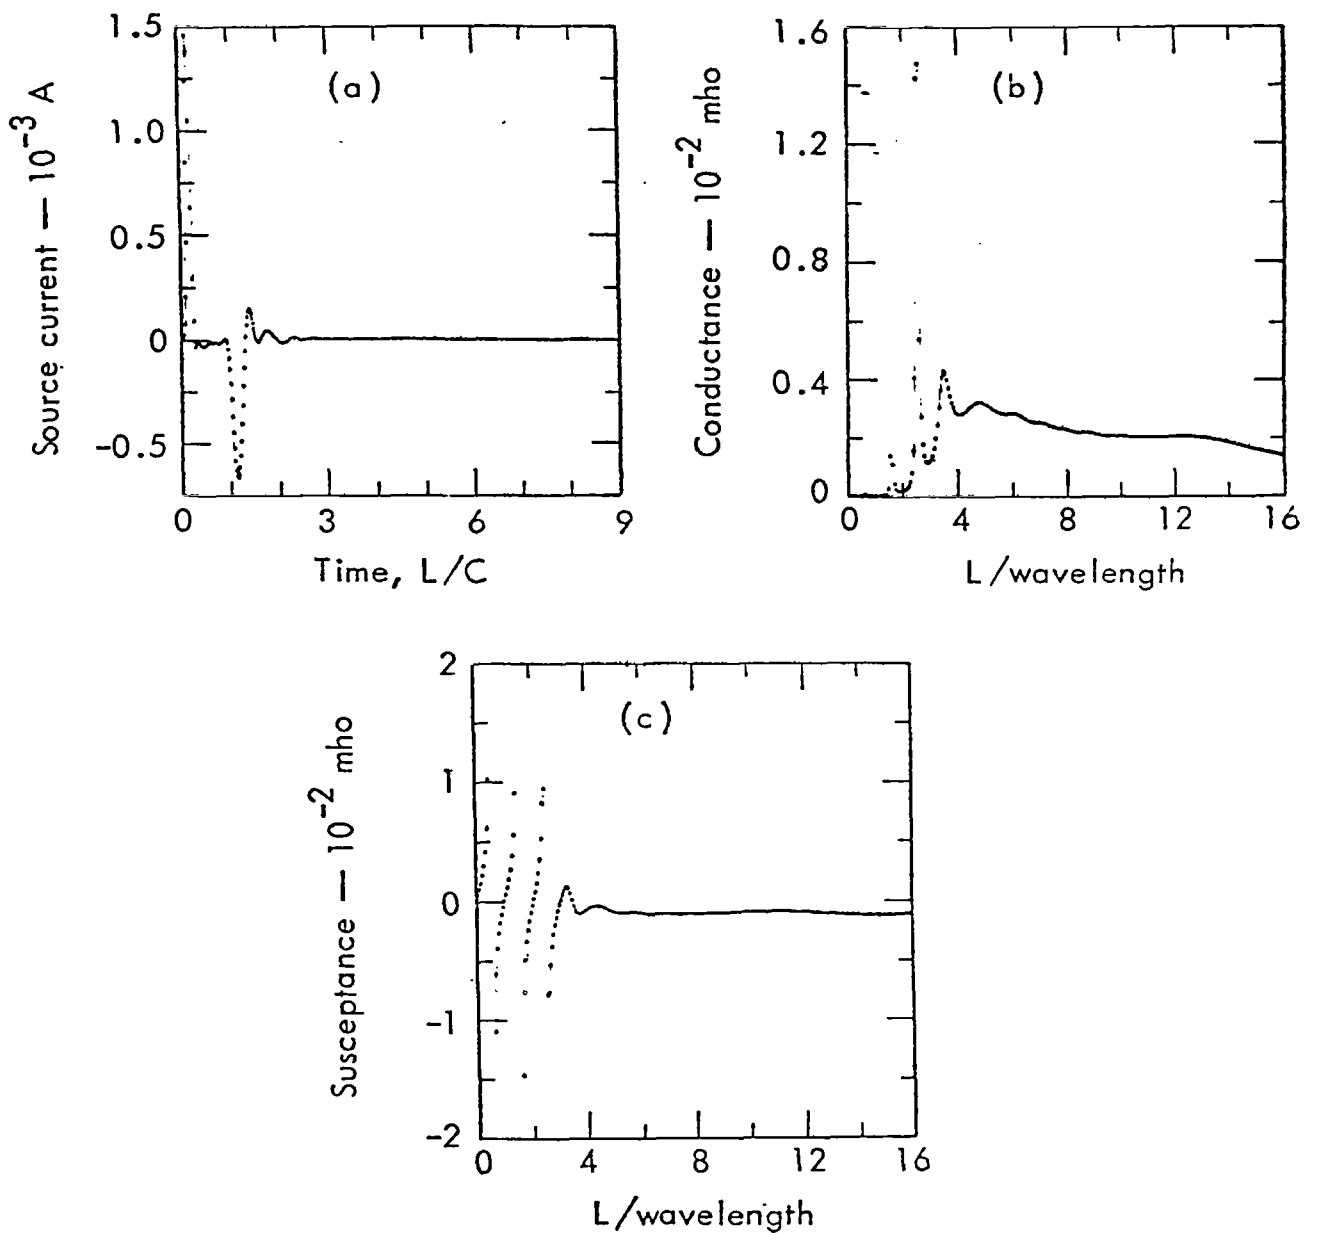 (a)
Source current — 10⁻³ A
1.5
1.0
0.5
0
-0.5
0 3 6 9
Time, L/C
(b)
Conductance — 10⁻² mho
1.6
1.2
0.8
0.4
0
0 4 8 12 16
L/wavelength
(c)
Susceptance — 10⁻² mho
2
1
0
-1
-2
0 4 8 12 16
L/wavelength